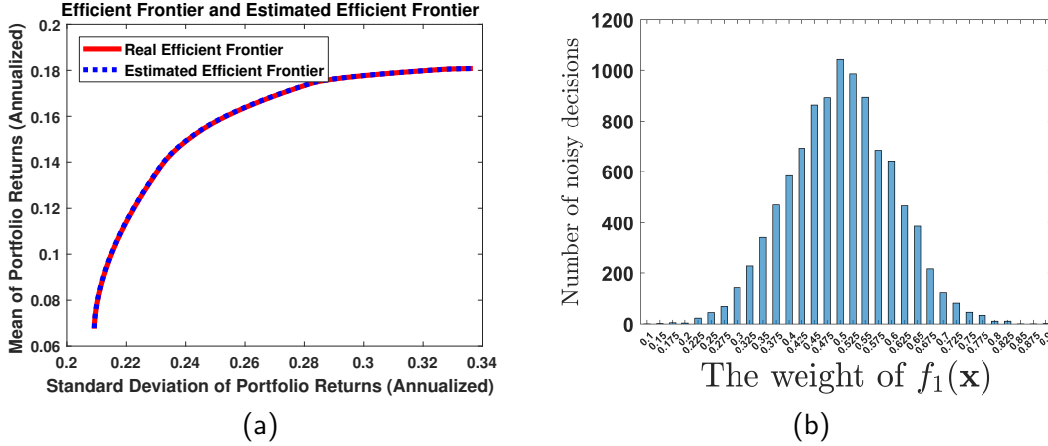 Efficient Frontier and Estimated Efficient Frontier
0.2
0.18
0.16
0.14
0.12
0.1
0.08
0.06
Mean of Portfolio Returns (Annualized)
Real Efficient Frontier
Estimated Efficient Frontier
0.2 0.22 0.24 0.26 0.28 0.3 0.32 0.34
Standard Deviation of Portfolio Returns (Annualized)
(a)
1200
1000
800
600
400
200
0
Number of noisy decisions
0.1 0.15 0.175 0.2 0.225 0.25 0.275 0.3 0.325 0.35 0.375 0.4 0.425 0.45 0.475 0.5 0.525 0.55 0.575 0.6 0.625 0.65 0.675 0.7 0.725 0.75 0.775 0.8 0.825 0.85 0.875
The weight of f₁(x)
(b)